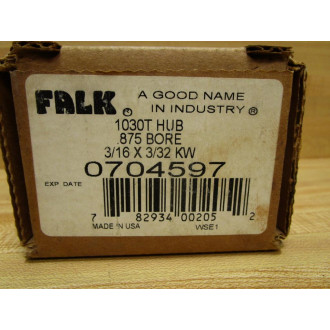 FALK® A GOOD NAME
IN INDUSTRY®
1030T HUB
.875 BORE
3/16 X 3/32 KW
0704597
EXP. DATE
7 82934 00205 2
MADE IN USA WSE1